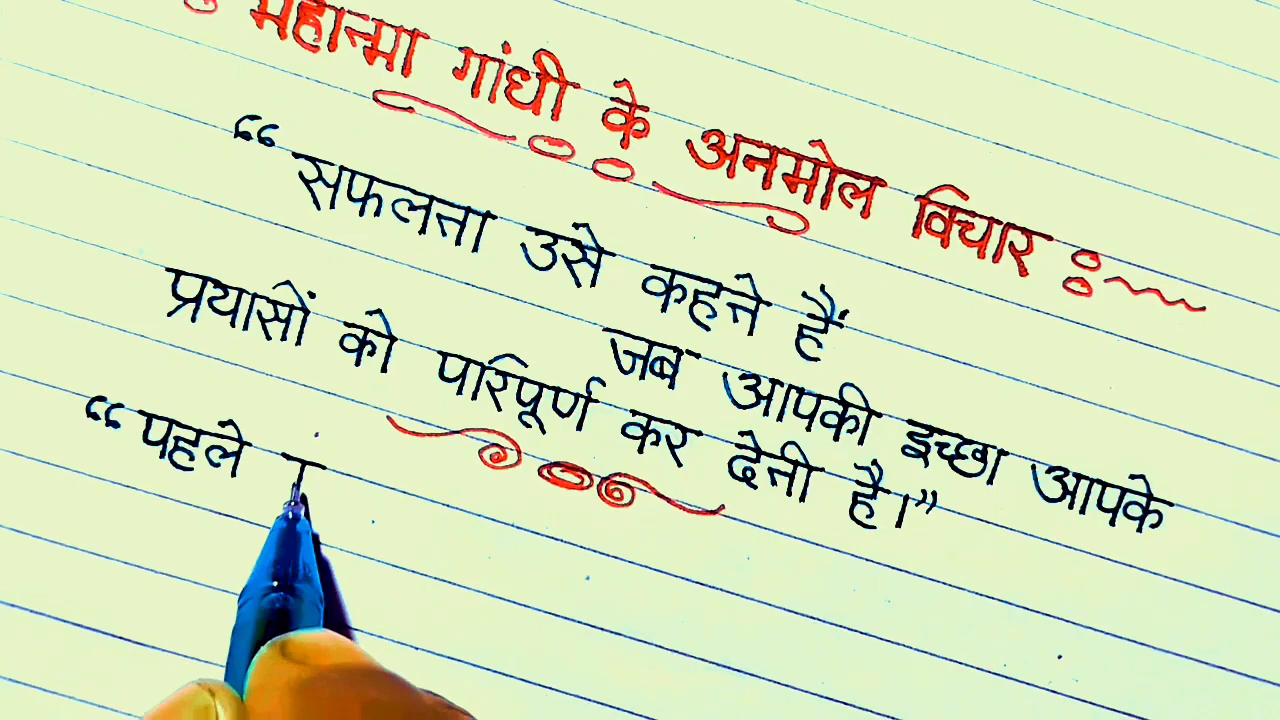 महात्मा गांधी के अनमोल विचार :
“ सफलता उसे कहते हैं
जब आपकी इच्छा आपके
प्रयासों को परिपूर्ण कर देती है।”
“ पहले